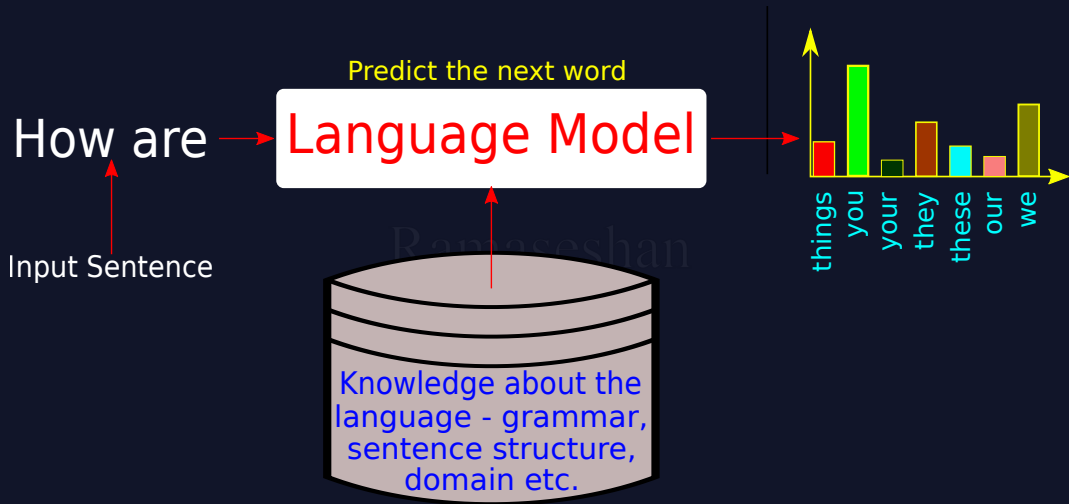 Predict the next word
How are
Language Model
Input Sentence
Ramaseshan
Knowledge about the
language - grammar,
sentence structure,
domain etc.
things
you
your
they
these
our
we